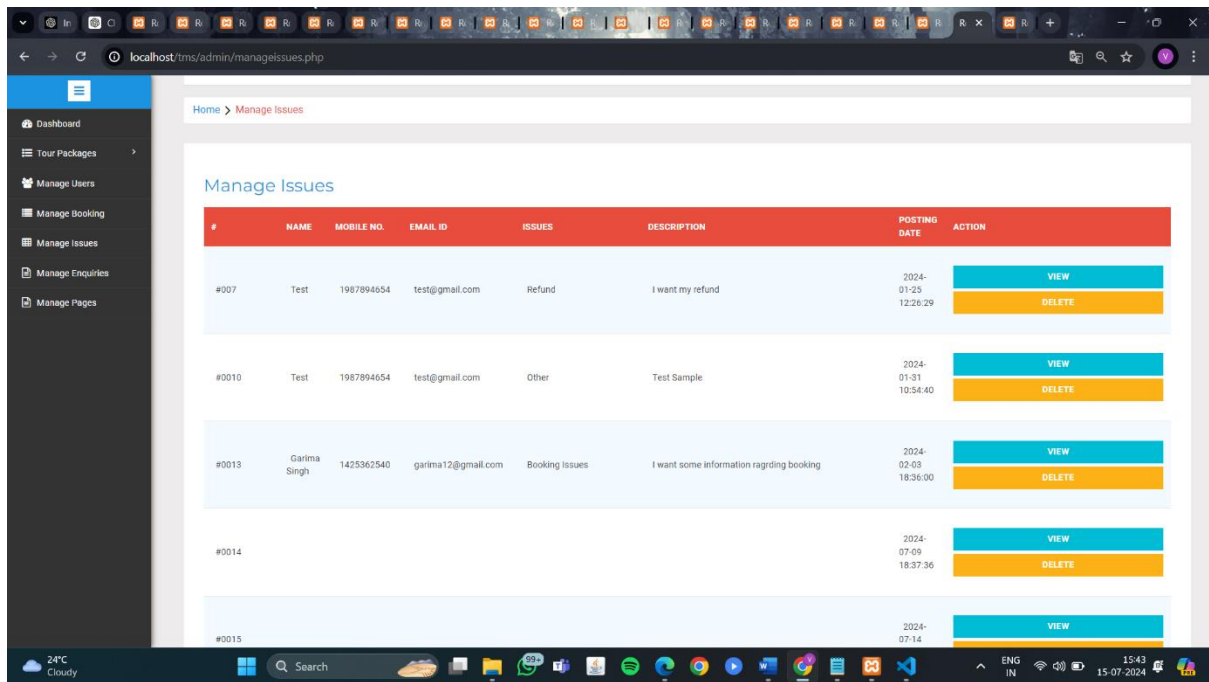 localhost/tms/admin/manageissues.php
Home > Manage Issues
Dashboard
Tour Packages
Manage Users
Manage Booking
Manage Issues
Manage Enquiries
Manage Pages
Manage Issues
# NAME MOBILE NO. EMAIL ID ISSUES DESCRIPTION POSTING DATE ACTION
#007 Test 1987894654 test@gmail.com Refund I want my refund 2024-01-25 12:26:29 VIEW DELETE
#0010 Test 1987894654 test@gmail.com Other Test Sample 2024-01-31 10:54:40 VIEW DELETE
#0013 Garima Singh 1425362540 garima12@gmail.com Booking Issues I want some information ragrding booking 2024-02-03 18:36:00 VIEW DELETE
#0014 2024-07-09 18:37:36 VIEW DELETE
#0015 2024-07-14 VIEW
24°C
Cloudy
Search
99+
ENG
IN
15:43
15-07-2024